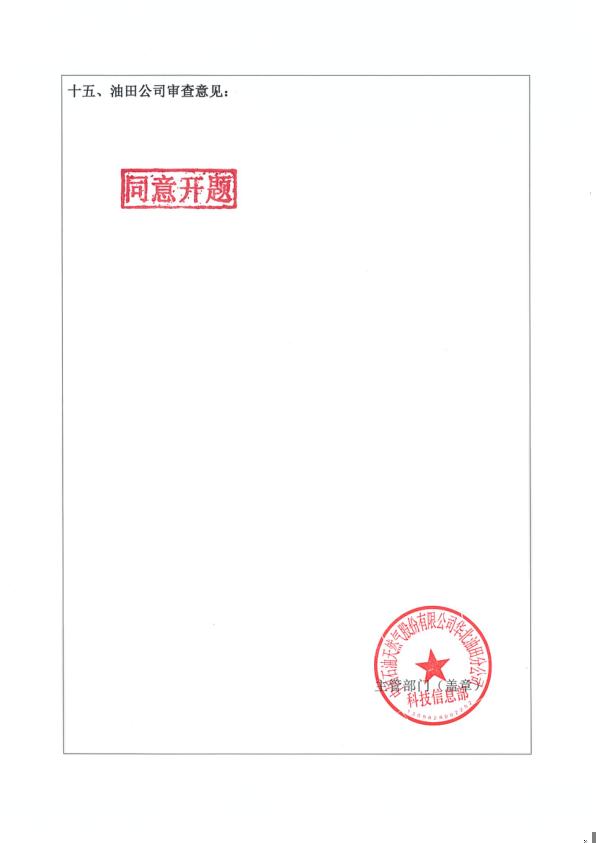 十五、油田公司审查意见：
同意开题
中国石油天然气股份有限公司华北油田分公司
主管部门（盖章）
科技信息部